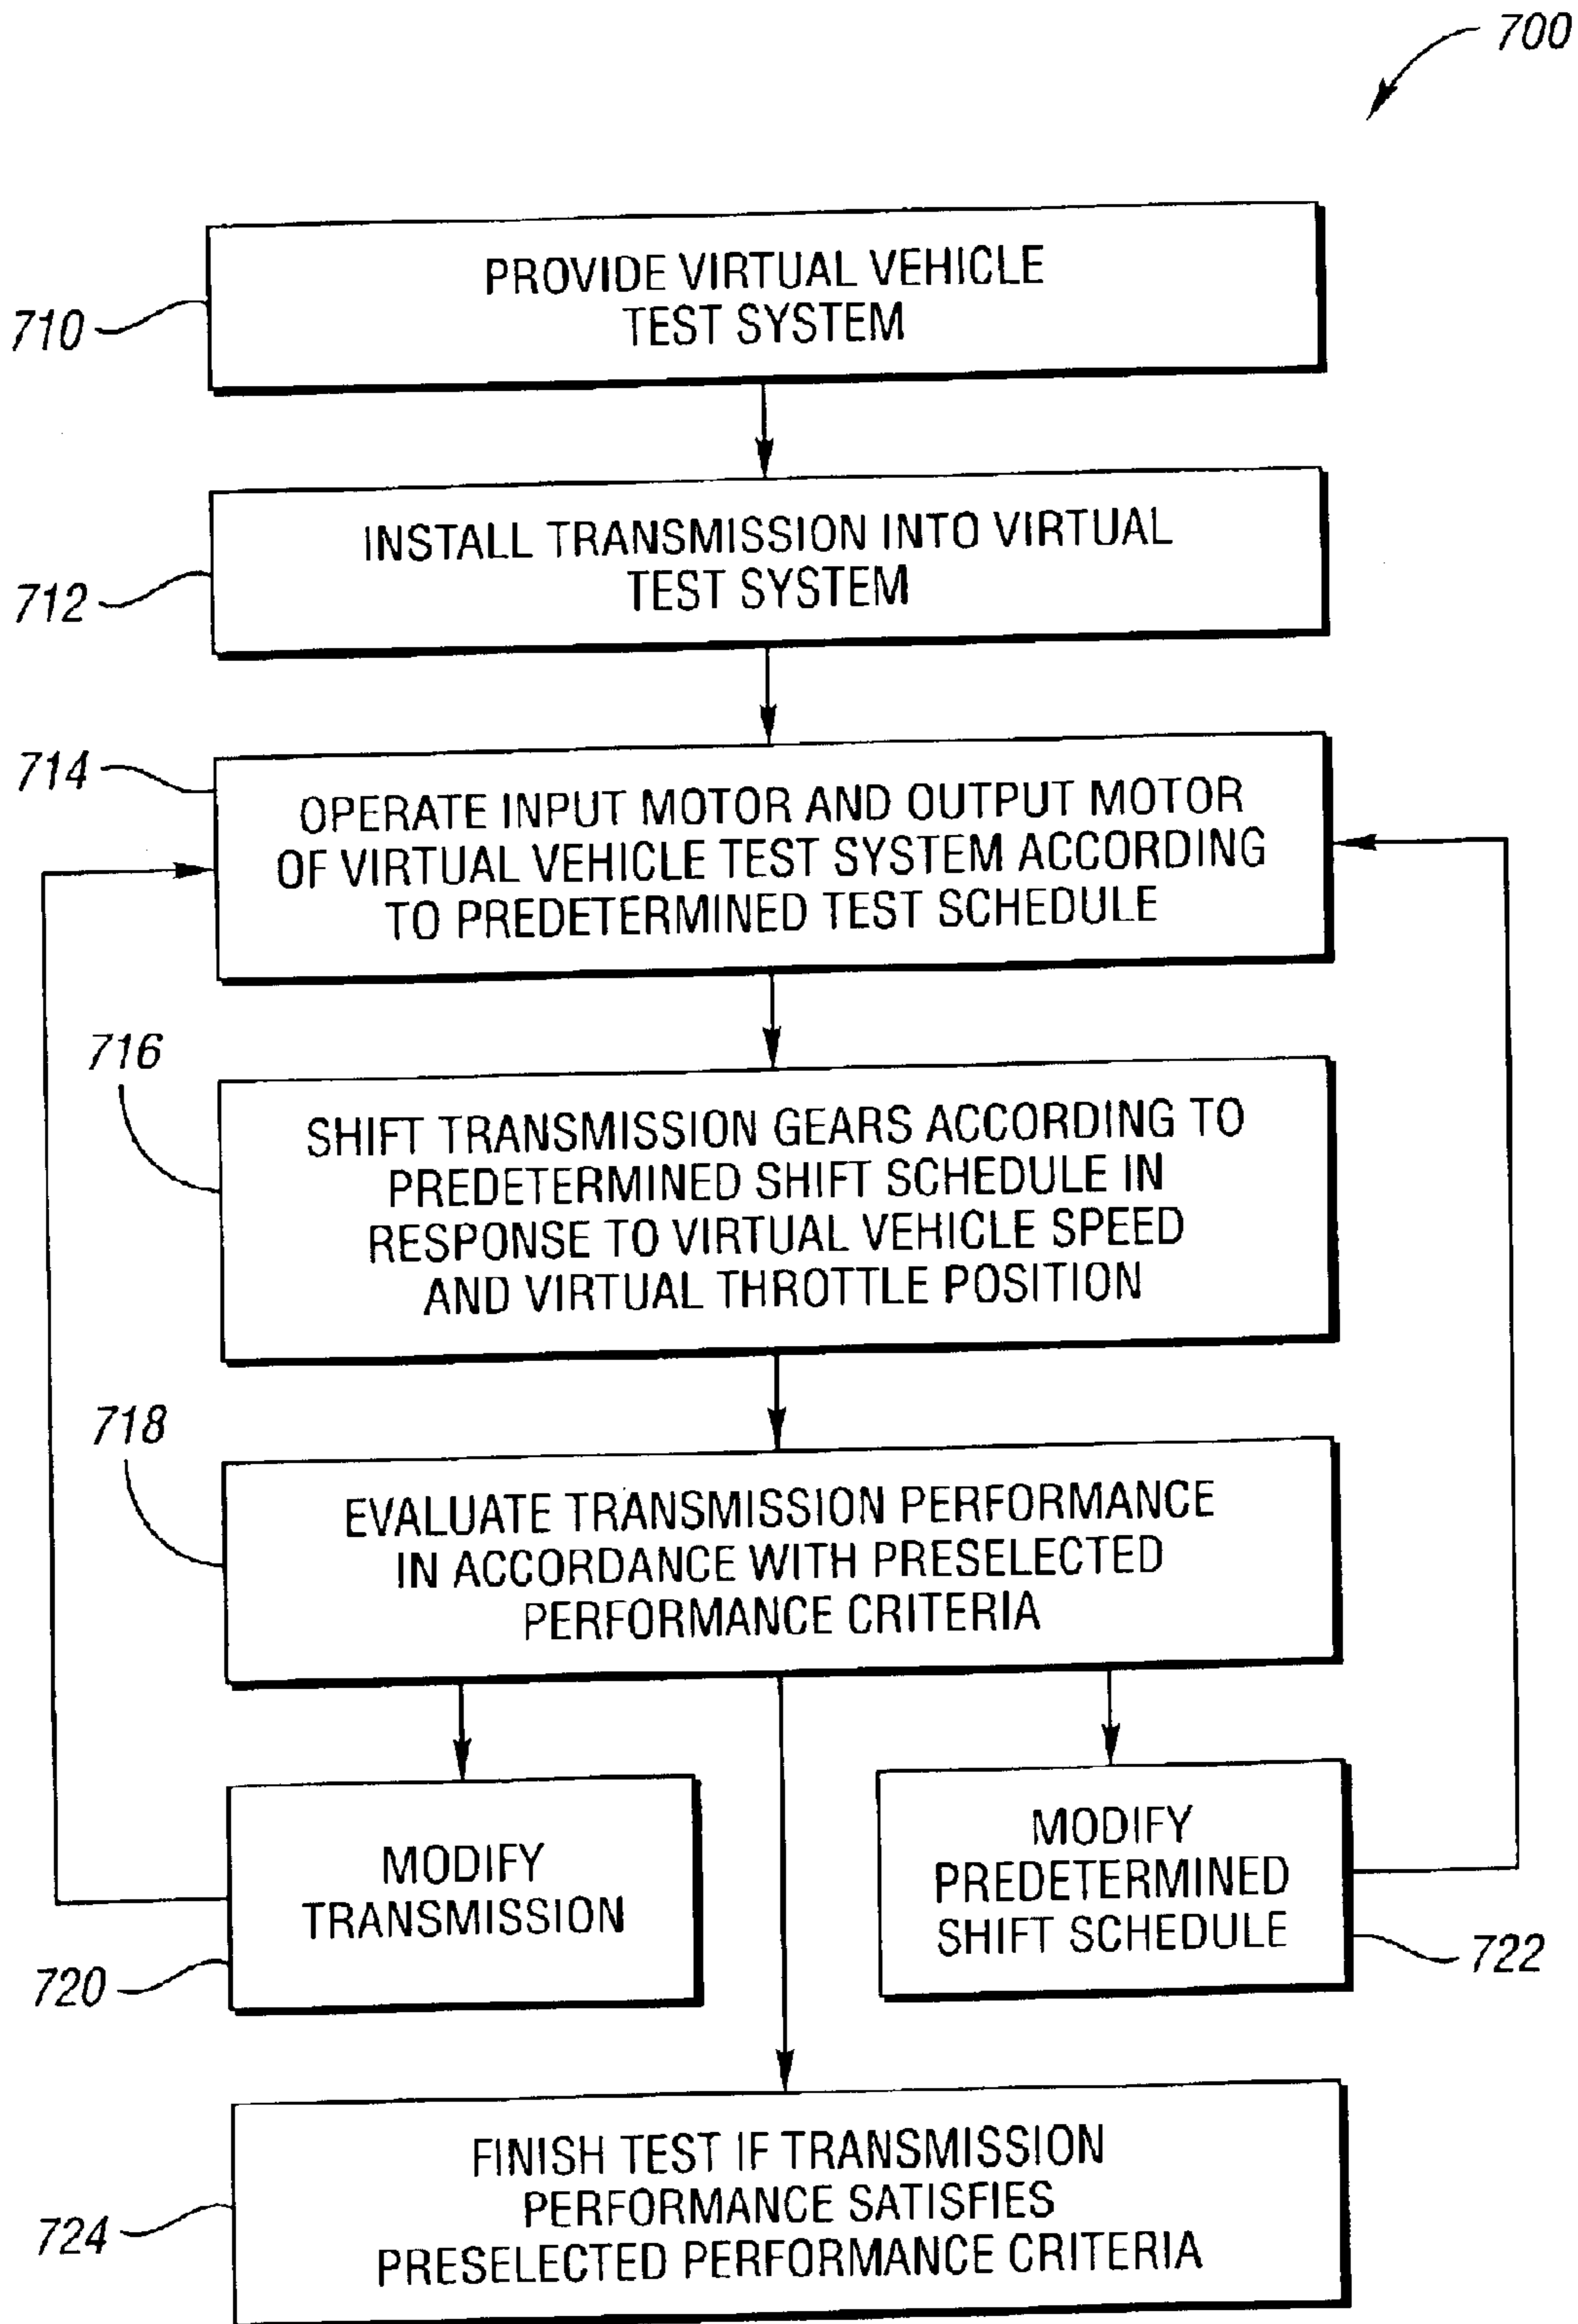 700
PROVIDE VIRTUAL VEHICLE
TEST SYSTEM
710
INSTALL TRANSMISSION INTO VIRTUAL
TEST SYSTEM
712
714
OPERATE INPUT MOTOR AND OUTPUT MOTOR
OF VIRTUAL VEHICLE TEST SYSTEM ACCORDING
TO PREDETERMINED TEST SCHEDULE
716
SHIFT TRANSMISSION GEARS ACCORDING TO
PREDETERMINED SHIFT SCHEDULE IN
RESPONSE TO VIRTUAL VEHICLE SPEED
AND VIRTUAL THROTTLE POSITION
718
EVALUATE TRANSMISSION PERFORMANCE
IN ACCORDANCE WITH PRESELECTED
PERFORMANCE CRITERIA
MODIFY
TRANSMISSION
720
MODIFY
PREDETERMINED
SHIFT SCHEDULE
722
FINISH TEST IF TRANSMISSION
PERFORMANCE SATISFIES
PRESELECTED PERFORMANCE CRITERIA
724